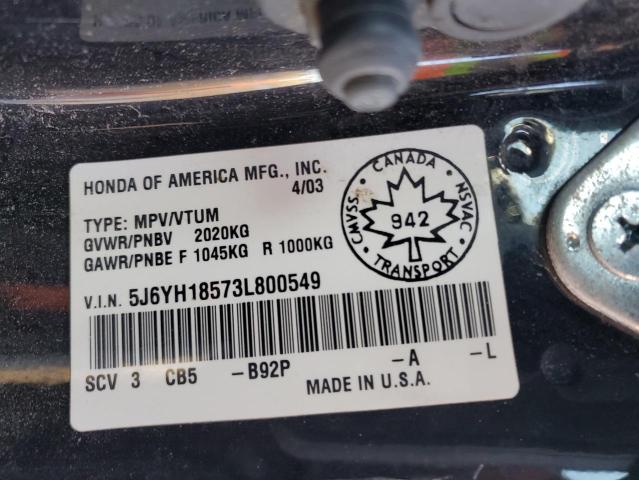 HONDA OF AMERICA MFG., INC.
4/03
TYPE: MPV/VTUM
GVWR/PNBV 2020KG
GAWR/PNBE F 1045KG R 1000KG
CANADA
NSVAC
942
CMVSS
TRANSPORT
V.I.N. 5J6YH18573L800549
SCV 3 CB5 -B92P -A -L
MADE IN U.S.A.